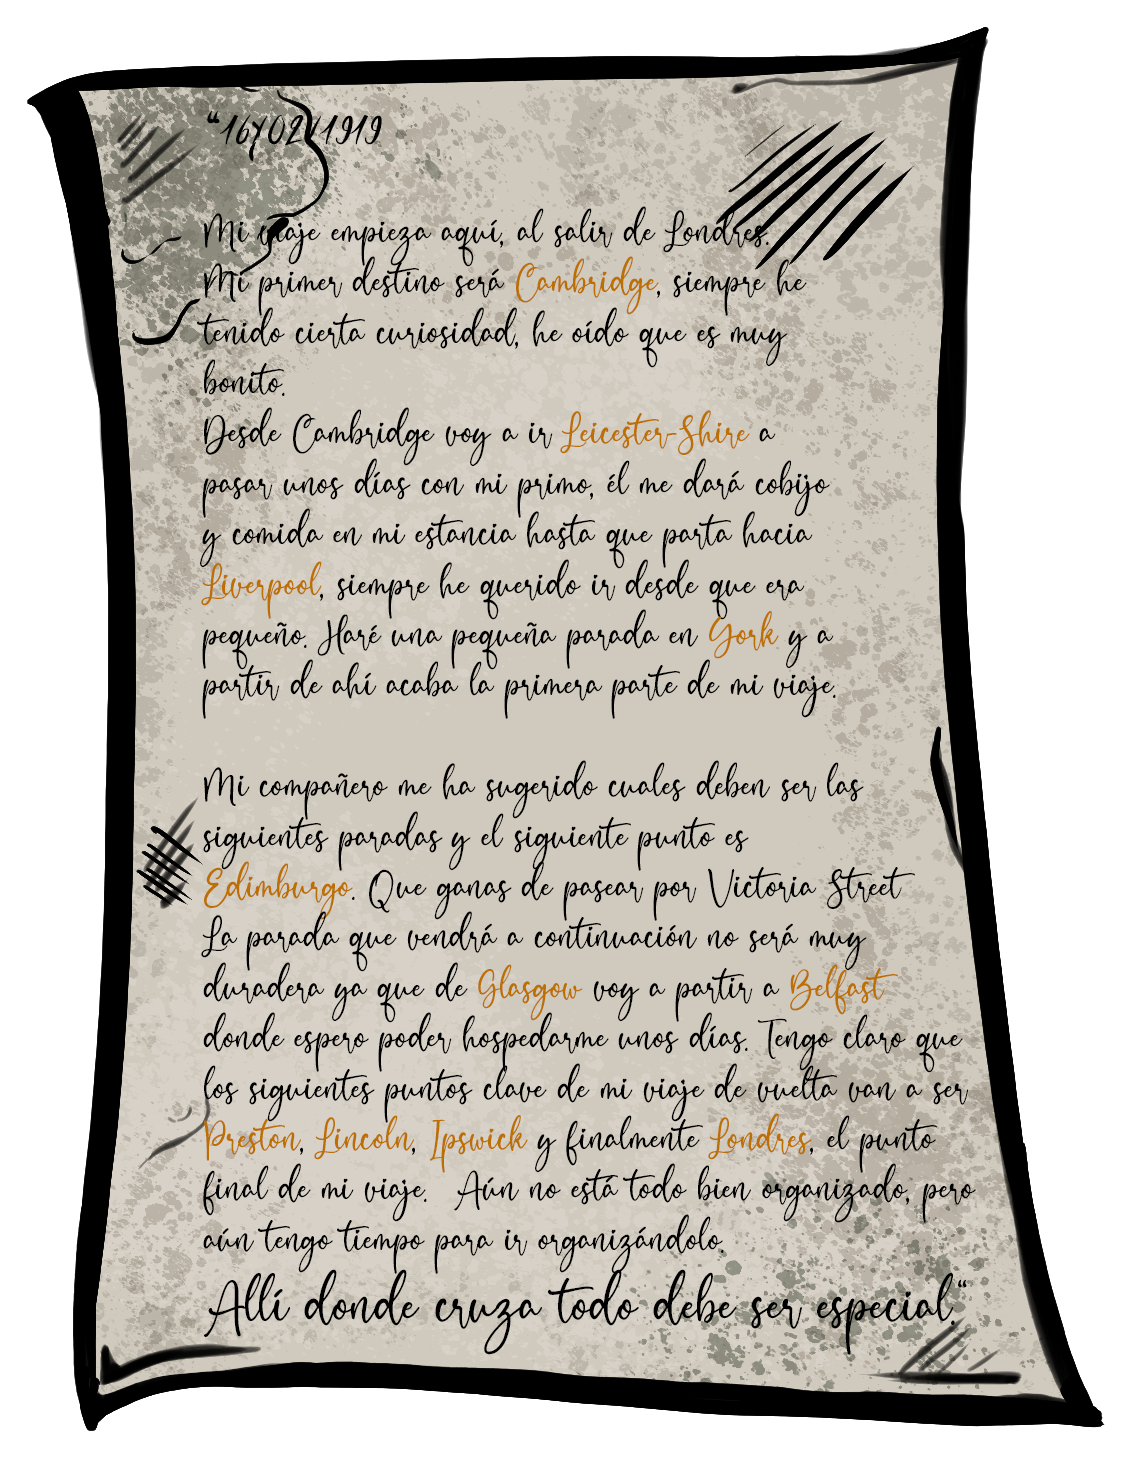 “16/02/1919
Mi viaje empieza aquí, al salir de Londres.
Mi primer destino será Cambridge, siempre he
tenido cierta curiosidad, he oído que es muy
bonito.
Desde Cambridge voy a ir Leicester-Shire a
pasar unos días con mi primo, él me dará cobijo
y comida en mi estancia hasta que parta hacia
Liverpool, siempre he querido ir desde que era
pequeño. Haré una pequeña parada en York y a
partir de ahí acaba la primera parte de mi viaje.
Mi compañero me ha sugerido cuales deben ser las
siguientes paradas y el siguiente punto es
Edimburgo. Que ganas de pasear por Victoria Street
La parada que vendrá a continuación no será muy
duradera ya que de Glasgow voy a partir a Belfast
donde espero poder hospedarme unos días. Tengo claro que
los siguientes puntos clave de mi viaje de vuelta van a ser
Preston, Lincoln, Ipswick y finalmente Londres, el punto
final de mi viaje. Aún no está todo bien organizado, pero
aún tengo tiempo para ir organizándolo.
Allí donde cruza todo debe ser especial.“